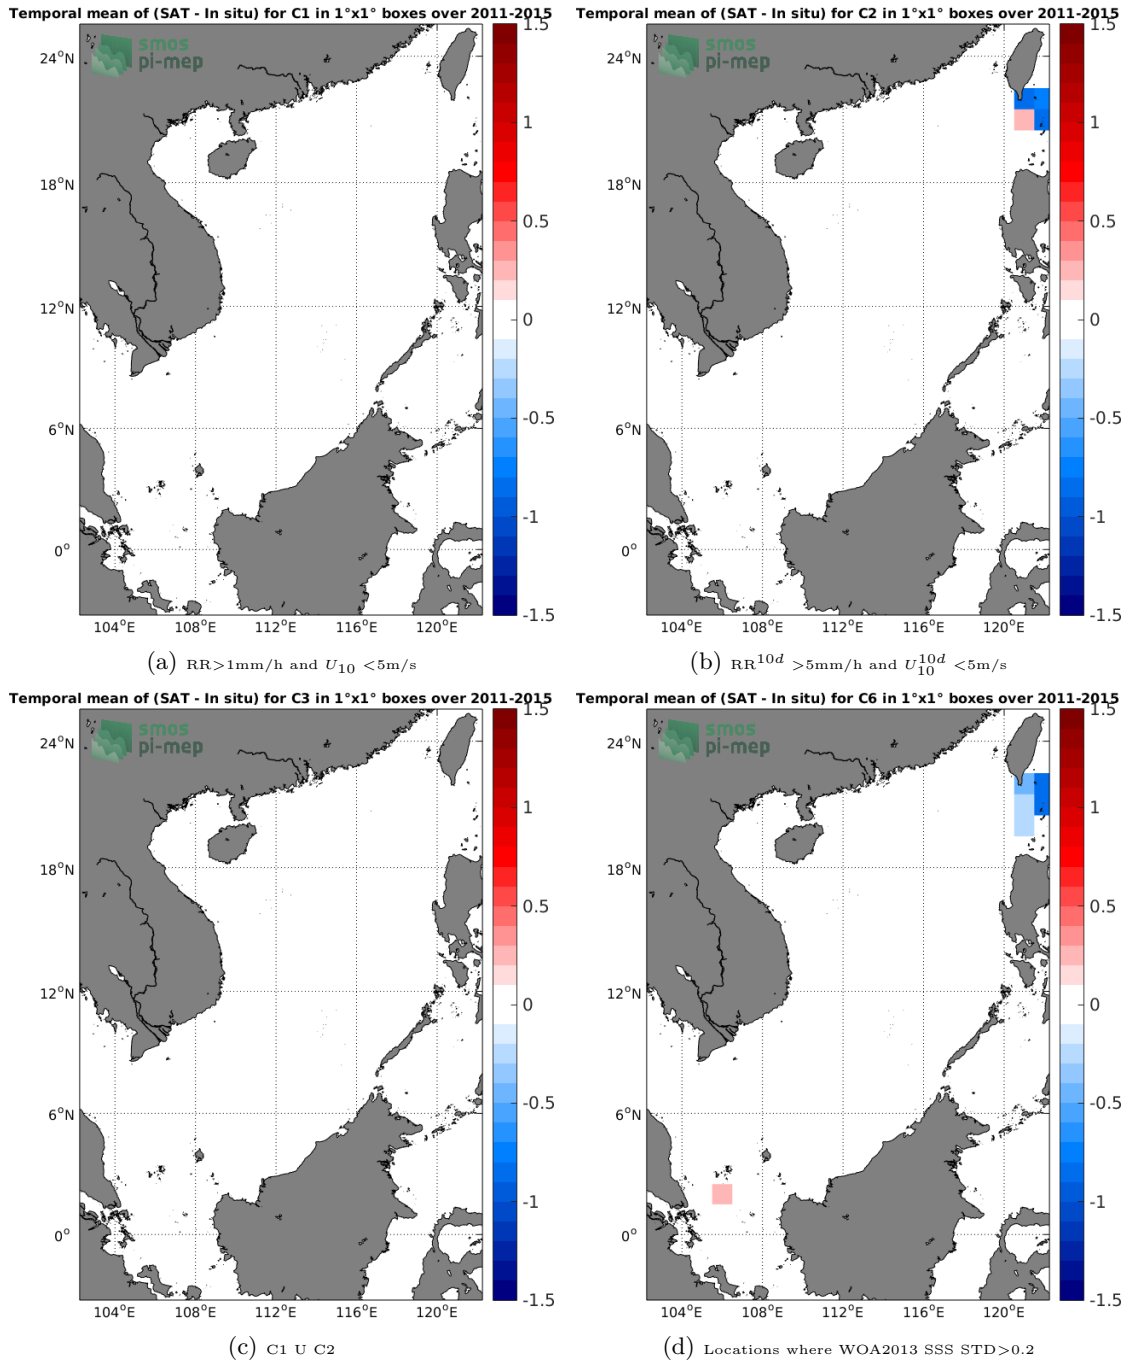 Temporal mean of (SAT - In situ) for C1 in 1°x1° boxes over 2011-2015
smos
pi-mep
24°N
18°N
12°N
6°N
0°
104°E 108°E 112°E 116°E 120°E
1.5
1
0.5
0
-0.5
-1
-1.5
(a) RR>1mm/h and U10 <5m/s
Temporal mean of (SAT - In situ) for C2 in 1°x1° boxes over 2011-2015
smos
pi-mep
24°N
18°N
12°N
6°N
0°
104°E 108°E 112°E 116°E 120°E
1.5
1
0.5
0
-0.5
-1
-1.5
(b) RR10d >5mm/h and U10d10 <5m/s
Temporal mean of (SAT - In situ) for C3 in 1°x1° boxes over 2011-2015
smos
pi-mep
24°N
18°N
12°N
6°N
0°
104°E 108°E 112°E 116°E 120°E
1.5
1
0.5
0
-0.5
-1
-1.5
(c) C1 U C2
Temporal mean of (SAT - In situ) for C6 in 1°x1° boxes over 2011-2015
smos
pi-mep
24°N
18°N
12°N
6°N
0°
104°E 108°E 112°E 116°E 120°E
1.5
1
0.5
0
-0.5
-1
-1.5
(d) Locations where WOA2013 SSS STD>0.2